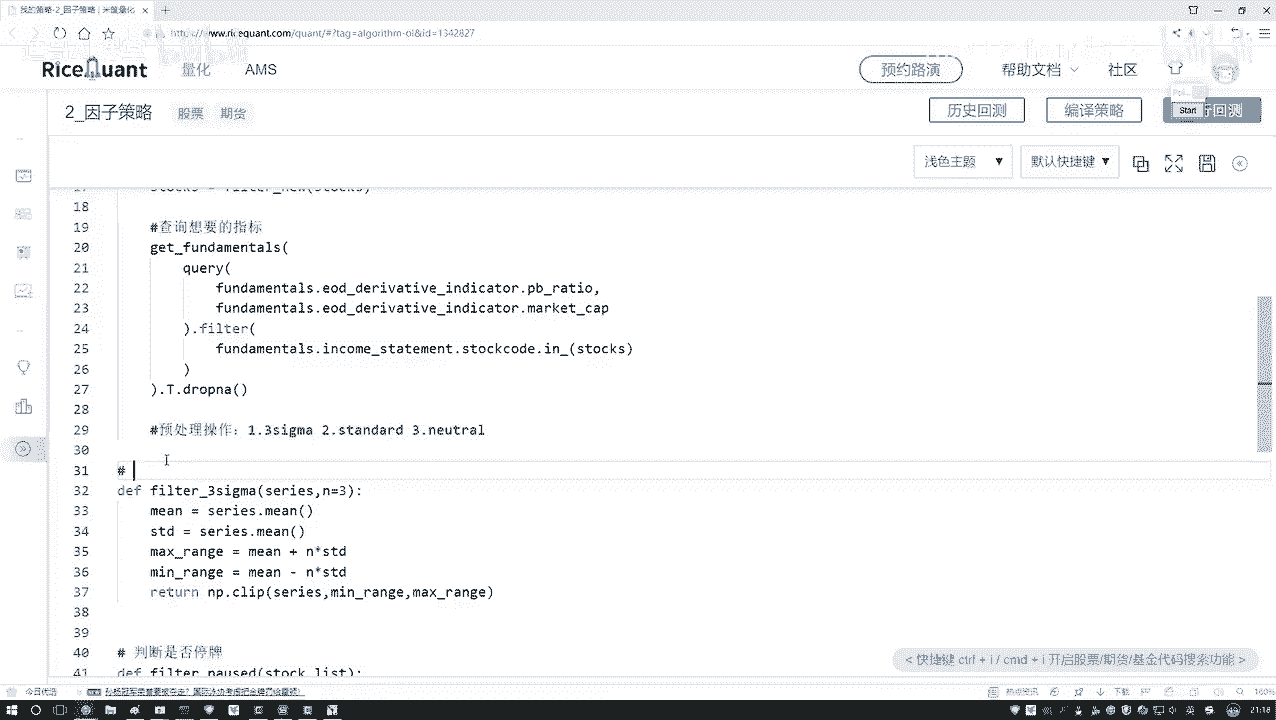 我的策略-2_因子策略 | 米筐量化
www.ricequant.com/quant/#?tag=algorithm-oi&id=1342827
RiceQuant 量化 AMS 预约路演 帮助文档 社区
2_因子策略 股票 期货 历史回测 编译策略 回测
Start
浅色主题 默认快捷键
17 stocks = filter_new(stocks)
18
19 #查询想要的指标
20 get_fundamentals(
21 query(
22 fundamentals.eod_derivative_indicator.pb_ratio,
23 fundamentals.eod_derivative_indicator.market_cap
24 ).filter(
25 fundamentals.income_statement.stockcode.in_(stocks)
26 )
27 ).T.dropna()
28
29 #预处理操作：1.3sigma 2.standard 3.neutral
30
31 #
32 def filter_3sigma(series,n=3):
33 mean = series.mean()
34 std = series.mean()
35 max_range = mean + n*std
36 min_range = mean - n*std
37 return np.clip(series,min_range,max_range)
38
39
40 # 判断是否停牌
41 def filter_paused(stock_list):
< 快捷键 ctrl + i / cmd + i 开启股票/期货/基金代码搜索功能 >
今日优选
下载
100%
21:18